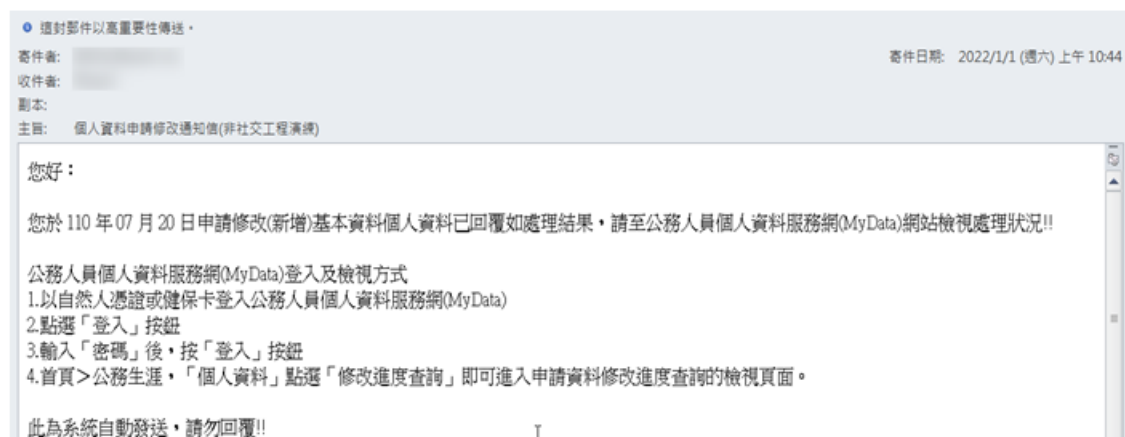 這封郵件以高重要性傳送。
寄件者:
寄件日期: 2022/1/1 (週六) 上午 10:44
收件者:
副本:
主旨: 個人資料申請修改通知信(非社交工程演練)
您好：
您於 110 年 07 月 20 日申請修改(新增)基本資料個人資料已回覆如處理結果，請至公務人員個人資料服務網(MyData)網站檢視處理狀況!!
公務人員個人資料服務網(MyData)登入及檢視方式
1.以自然人憑證或健保卡登入公務人員個人資料服務網(MyData)
2.點選「登入」按鈕
3.輸入「密碼」後，按「登入」按鈕
4.首頁＞公務生涯，「個人資料」點選「修改進度查詢」即可進入申請資料修改進度查詢的檢視頁面。
此為系統自動發送，請勿回覆!!